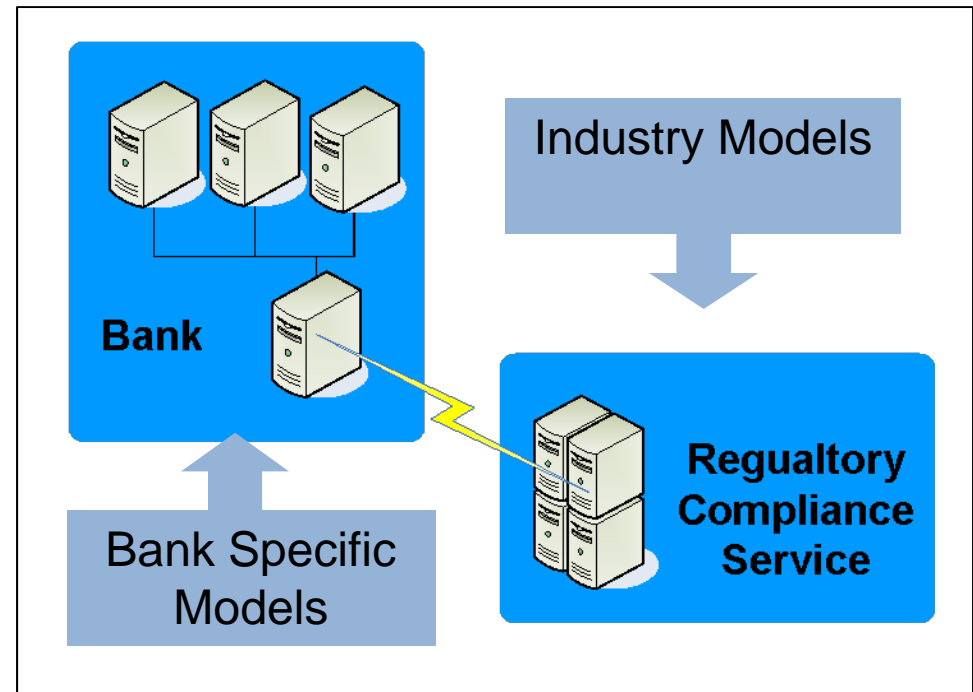 Industry Models
Bank
Regualtory
Compliance
Service
Bank Specific
Models